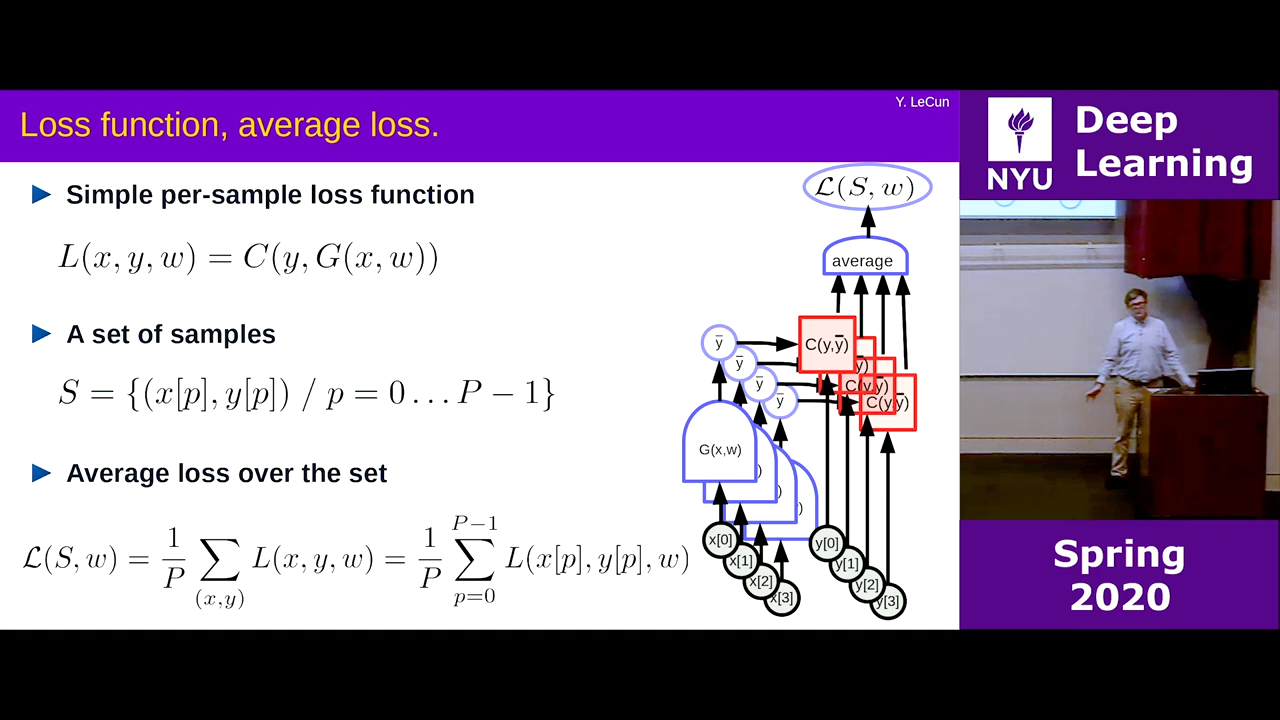 Y. LeCun
Loss function, average loss.
Simple per-sample loss function
L(x, y, w) = C(y, G(x, w))
A set of samples
S = {(x[p], y[p]) / p = 0 . . . P − 1}
Average loss over the set
ℒ(S, w) = 1/P ∑_{(x,y)} L(x, y, w) = 1/P ∑_{p=0}^{P−1} L(x[p], y[p], w)
ℒ(S, w)
average
ȳ
C(y,ȳ)
ȳ
ȳ)
ȳ
C(y,ȳ)
ȳ
C(y,ȳ)
G(x,w)
)
)
)
x[0]
y[0]
x[1]
y[1]
x[2]
y[2]
x[3]
y[3]
NYU
Deep
Learning
Spring
2020